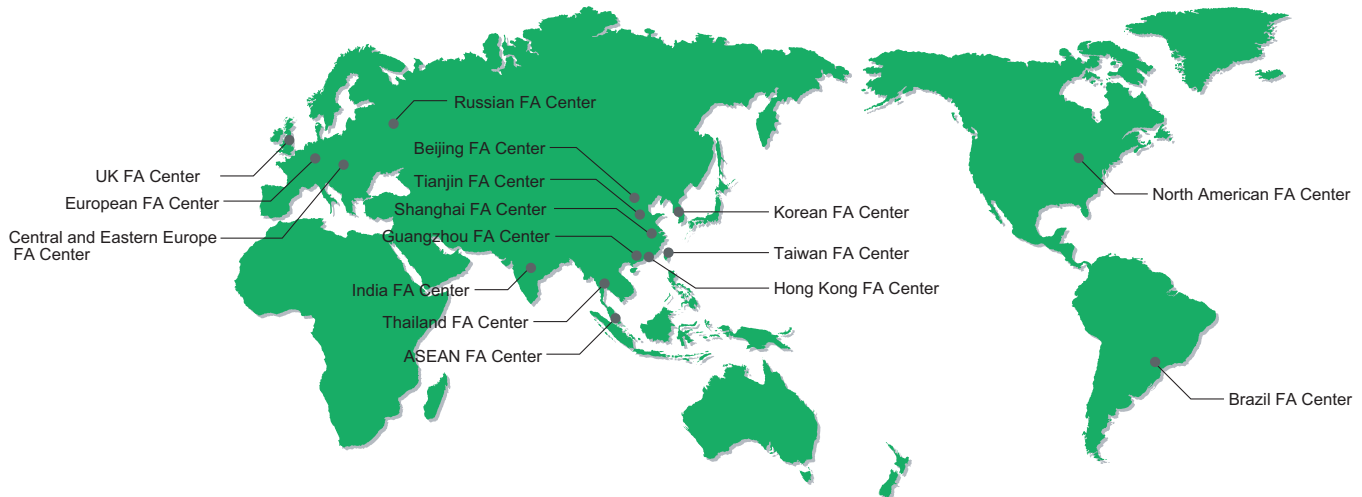 Russian FA Center
Beijing FA Center
UK FA Center
Tianjin FA Center
North American FA Center
European FA Center
Shanghai FA Center
Korean FA Center
Central and Eastern Europe
FA Center
Guangzhou FA Center
Taiwan FA Center
India FA Center
Hong Kong FA Center
Thailand FA Center
ASEAN FA Center
Brazil FA Center